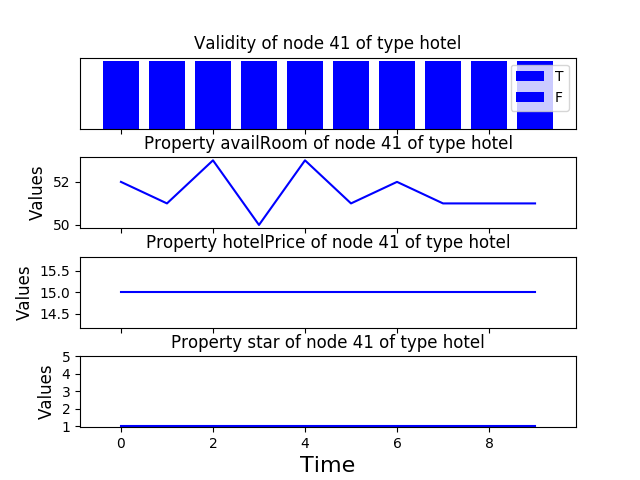 Validity of node 41 of type hotel
T
F
Property availRoom of node 41 of type hotel
Values
52
50
Property hotelPrice of node 41 of type hotel
Values
15.5
15.0
14.5
Property star of node 41 of type hotel
Values
5
4
3
2
1
0 2 4 6 8
Time